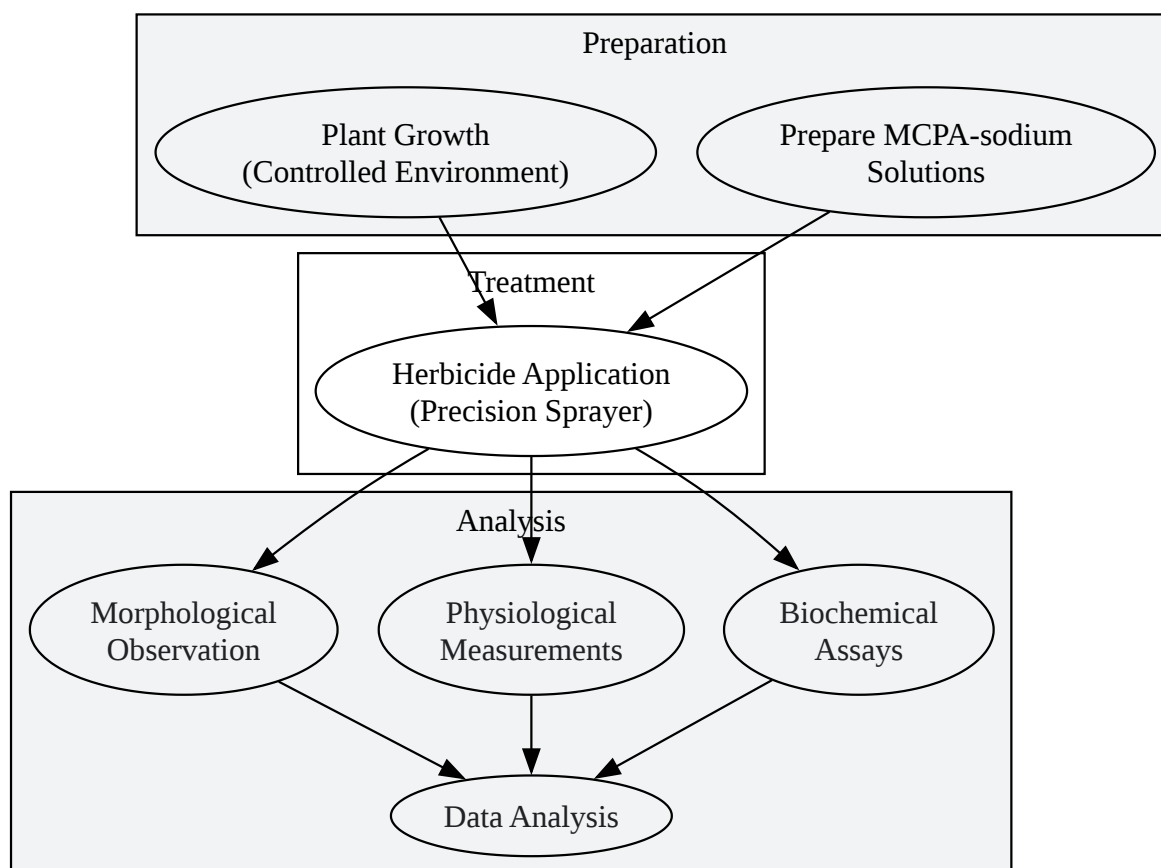 Preparation
Plant Growth
(Controlled Environment)
Prepare MCPA-sodium
Solutions
Treatment
Herbicide Application
(Precision Sprayer)
Analysis
Morphological
Observation
Physiological
Measurements
Biochemical
Assays
Data Analysis